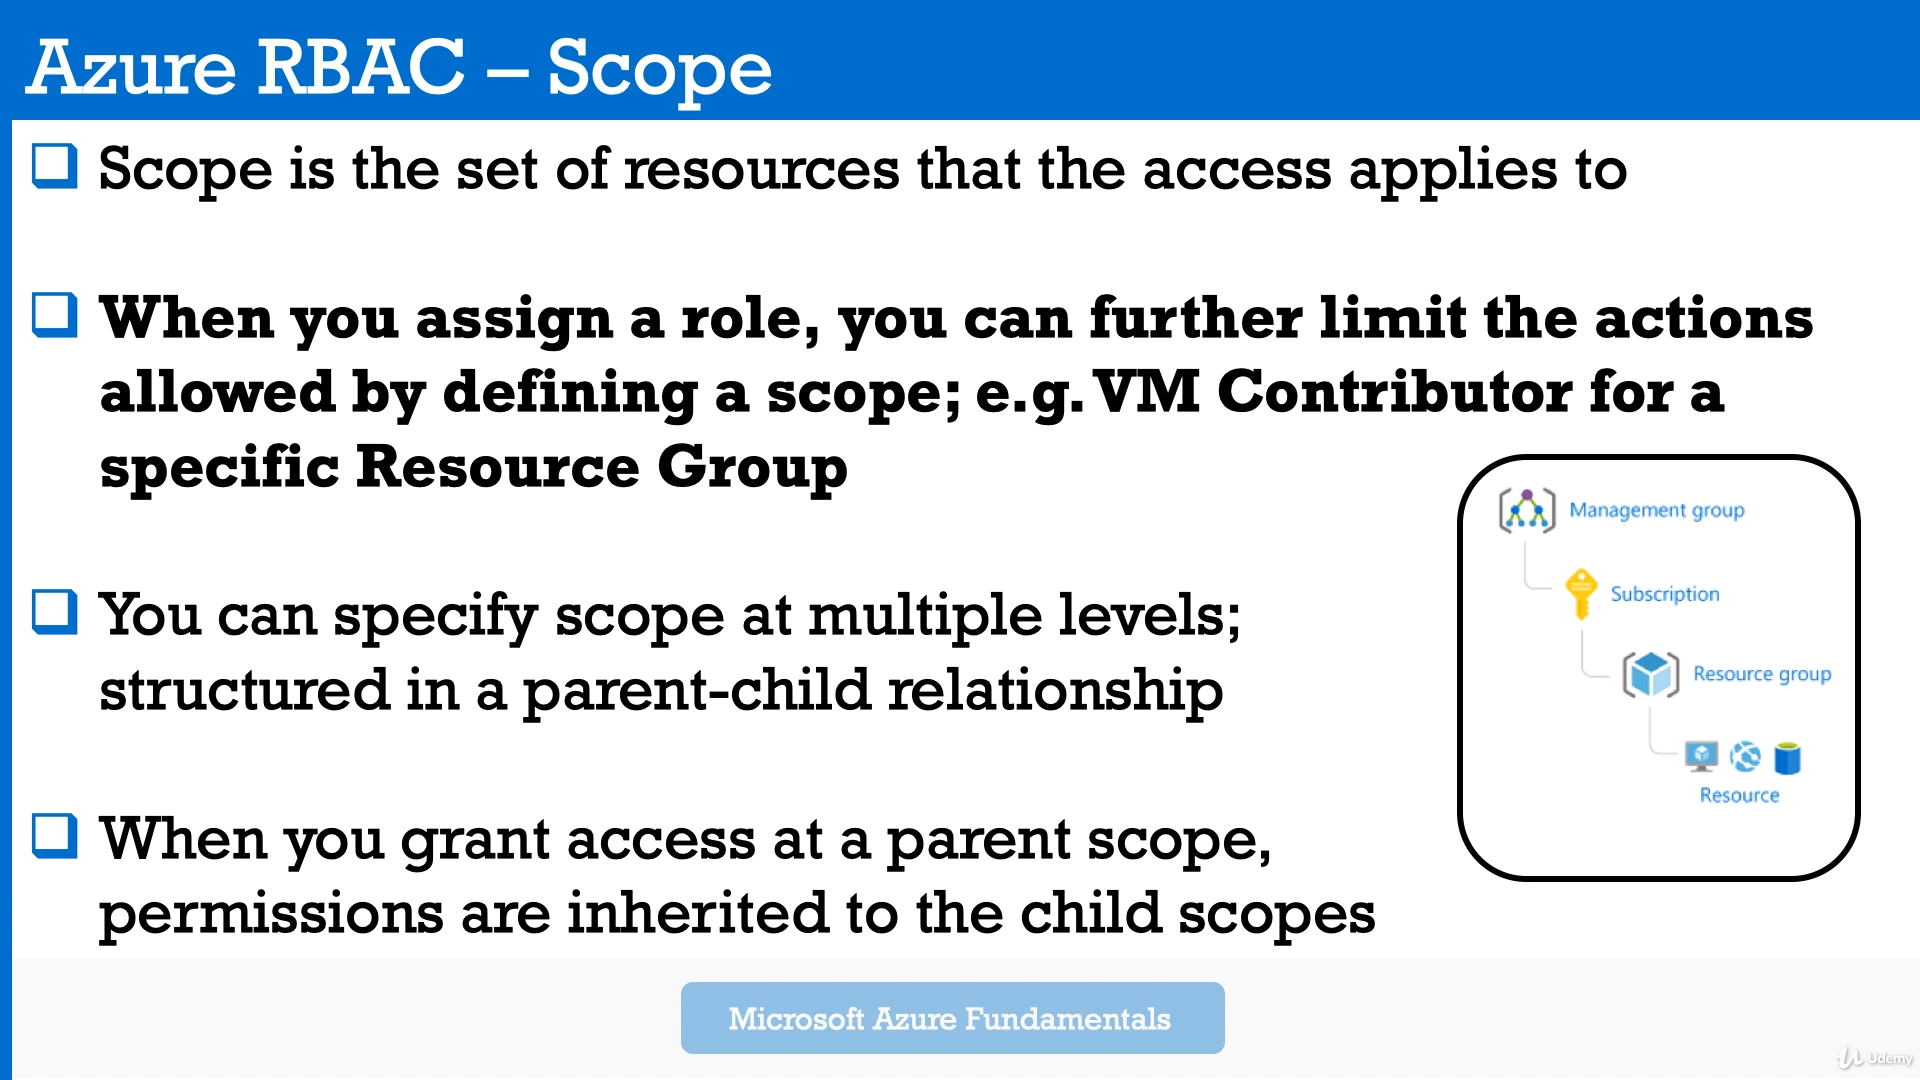 Azure RBAC – Scope
Scope is the set of resources that the access applies to
When you assign a role, you can further limit the actions
allowed by defining a scope; e.g. VM Contributor for a
specific Resource Group
You can specify scope at multiple levels;
structured in a parent-child relationship
When you grant access at a parent scope,
permissions are inherited to the child scopes
Management group
Subscription
Resource group
Resource
Microsoft Azure Fundamentals
Udemy